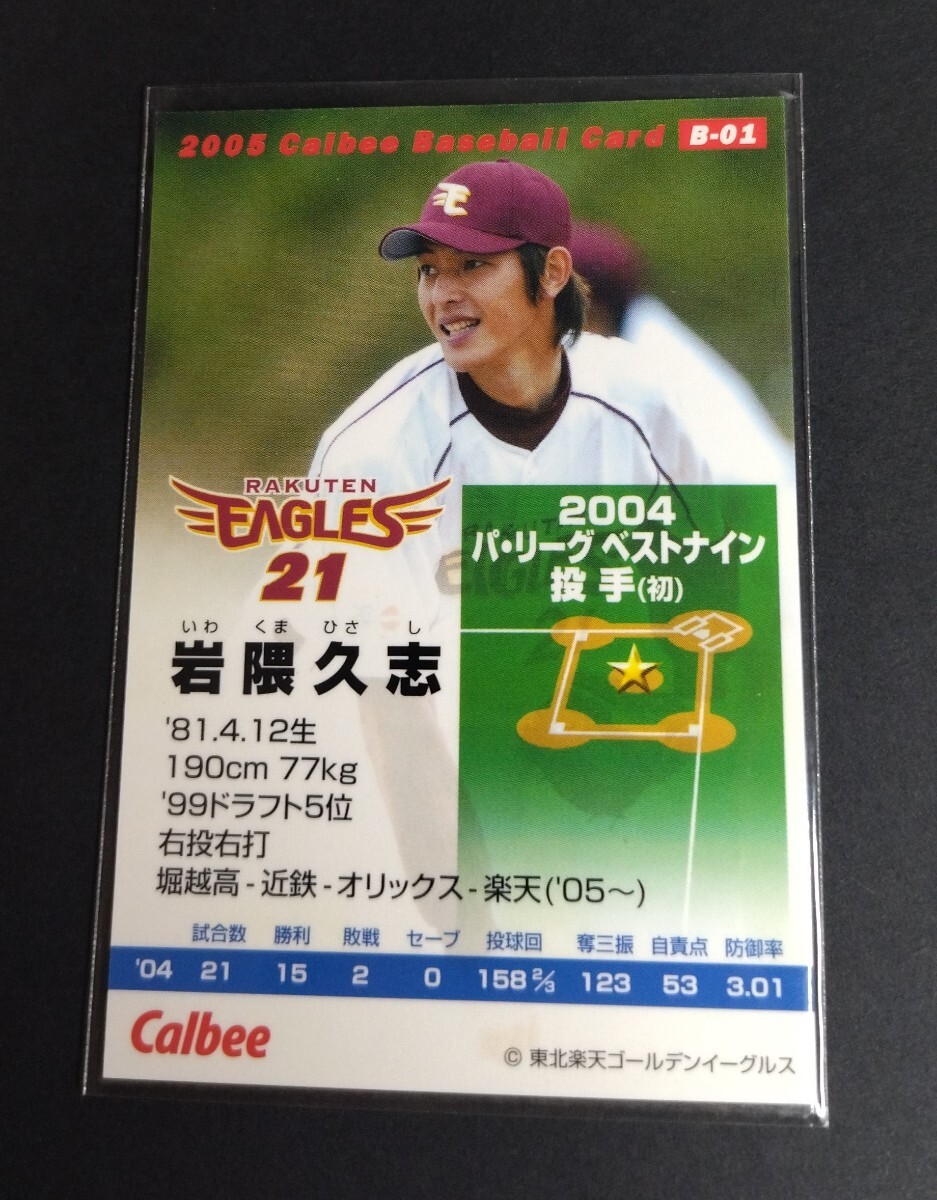 2005 Calbee Baseball Card B-01
RAKUTEN
EAGLES
21
いわ くま ひさ し
岩隈久志
2004
パ・リーグ ベストナイン
投手(初)
'81.4.12生
190cm 77kg
'99ドラフト5位
右投右打
堀越高-近鉄-オリックス-楽天('05～)
試合数 勝利 敗戦 セーブ 投球回 奪三振 自責点 防御率
'04 21 15 2 0 158 2/3 123 53 3.01
Calbee
© 東北楽天ゴールデンイーグルス